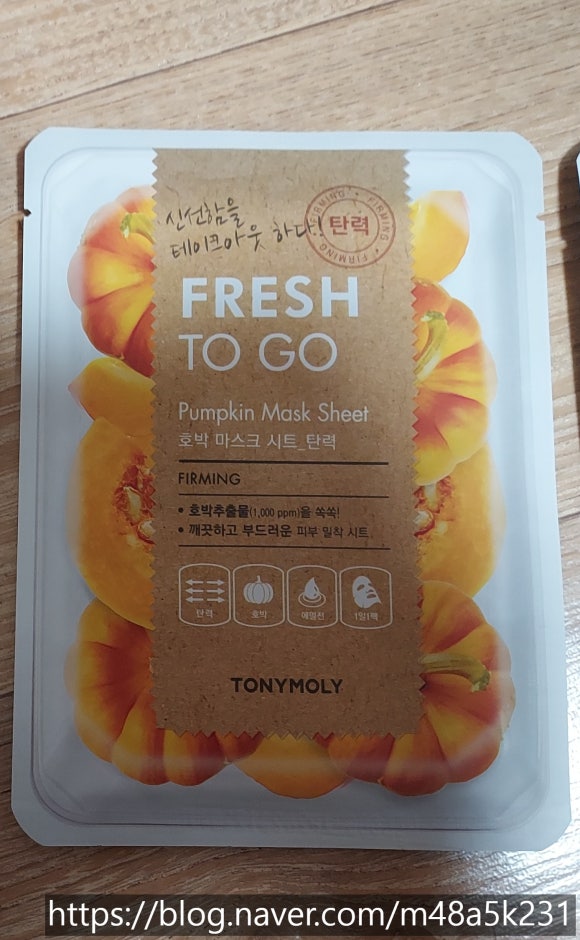 신선함을
테이크아웃 하다!
FIRMING • FIRMING • FIRMING •
탄력
FRESH
TO GO
Pumpkin Mask Sheet
호박 마스크 시트_탄력
FIRMING
• 호박추출물(1,000 ppm)을 쏙쏙!
• 깨끗하고 부드러운 피부 밀착 시트
탄력 호박 에멀전 1일1팩
TONYMOLY
https://blog.naver.com/m48a5k231